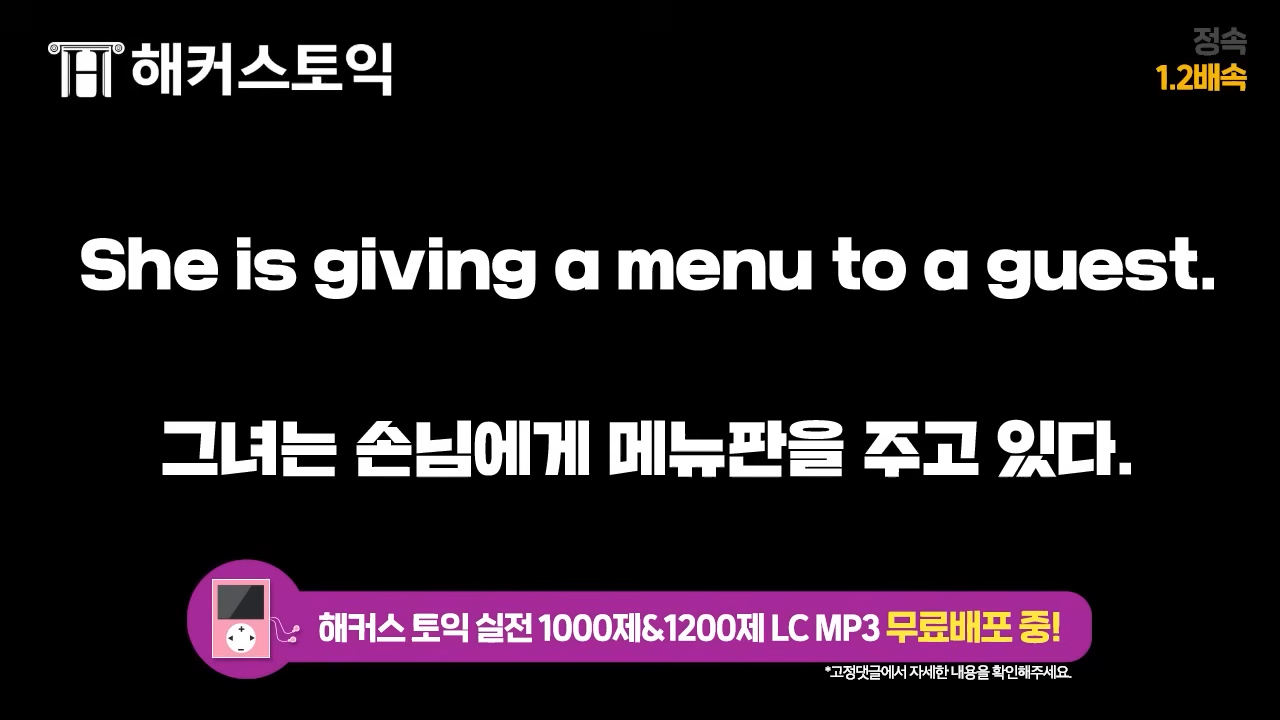 해커스토익
정속
1.2배속
She is giving a menu to a guest.
그녀는 손님에게 메뉴판을 주고 있다.
해커스 토익 실전 1000제&1200제 LC MP3 무료배포 중!
*고정댓글에서 자세한 내용을 확인해주세요.